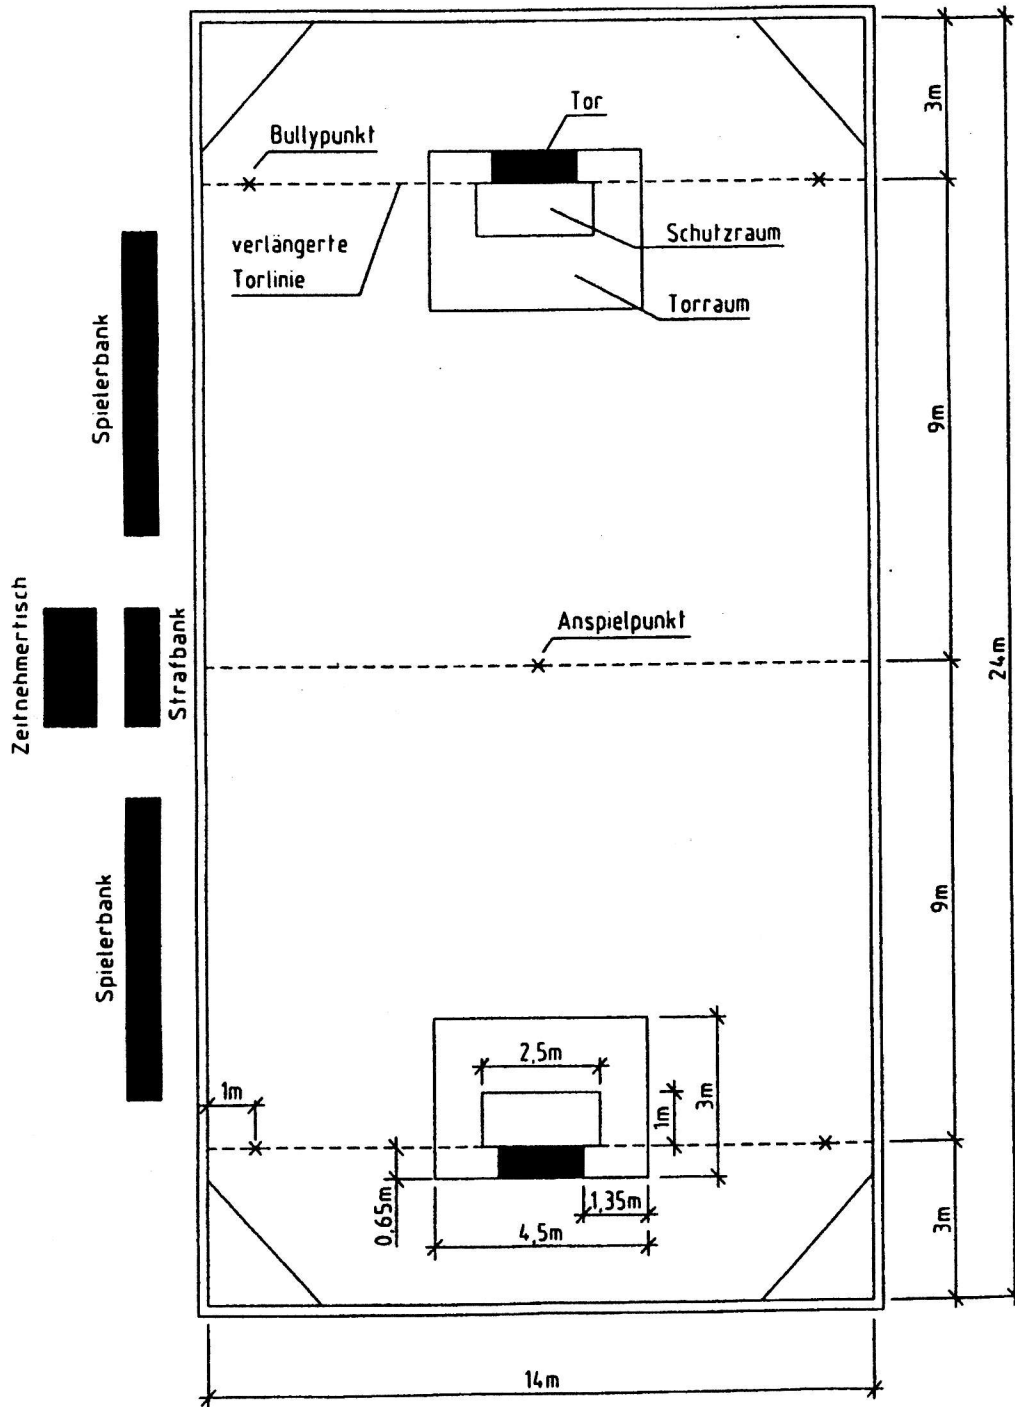 Tor
3m
Bullypunkt
verlängerte
Torlinie
Schutzraum
Torraum
Spielerbank
9m
Zeitnehmertisch
Strafbank
Anspielpunkt
24m
Spielerbank
9m
2,5m
1m
1m
3m
0,65m
1,35m
4,5m
3m
14m